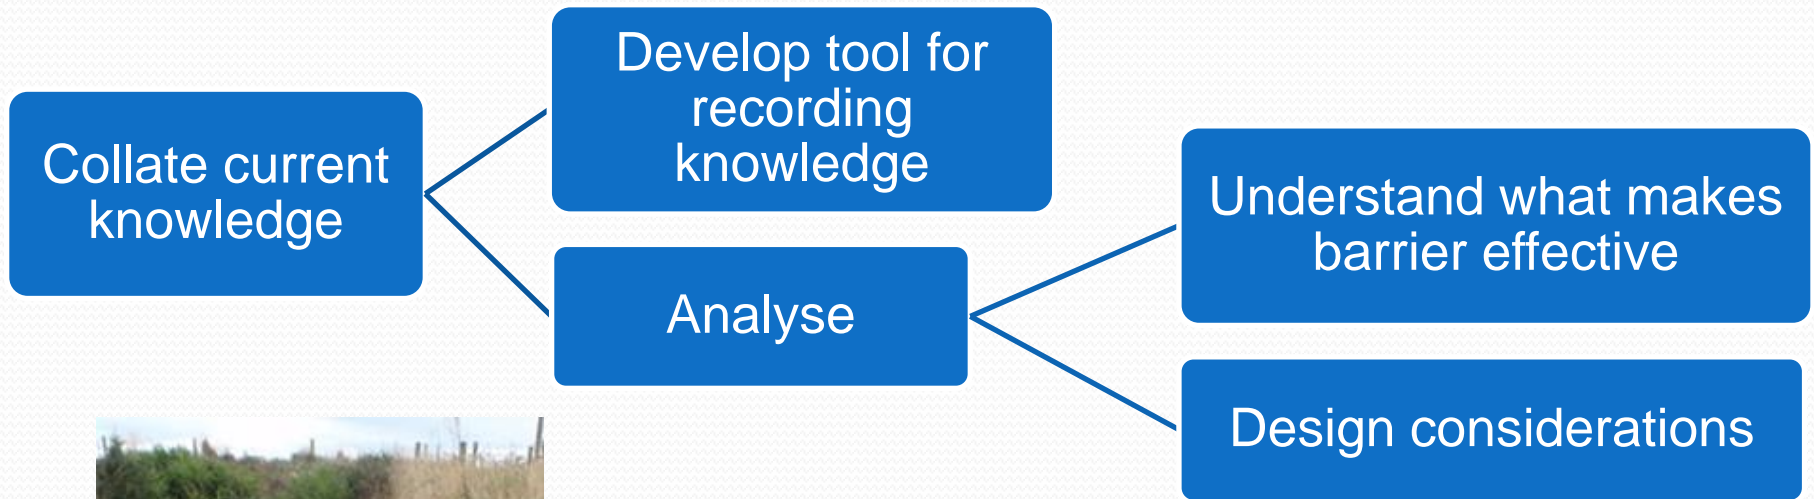 Collate current
knowledge
Develop tool for
recording
knowledge
Analyse
Understand what makes
barrier effective
Design considerations